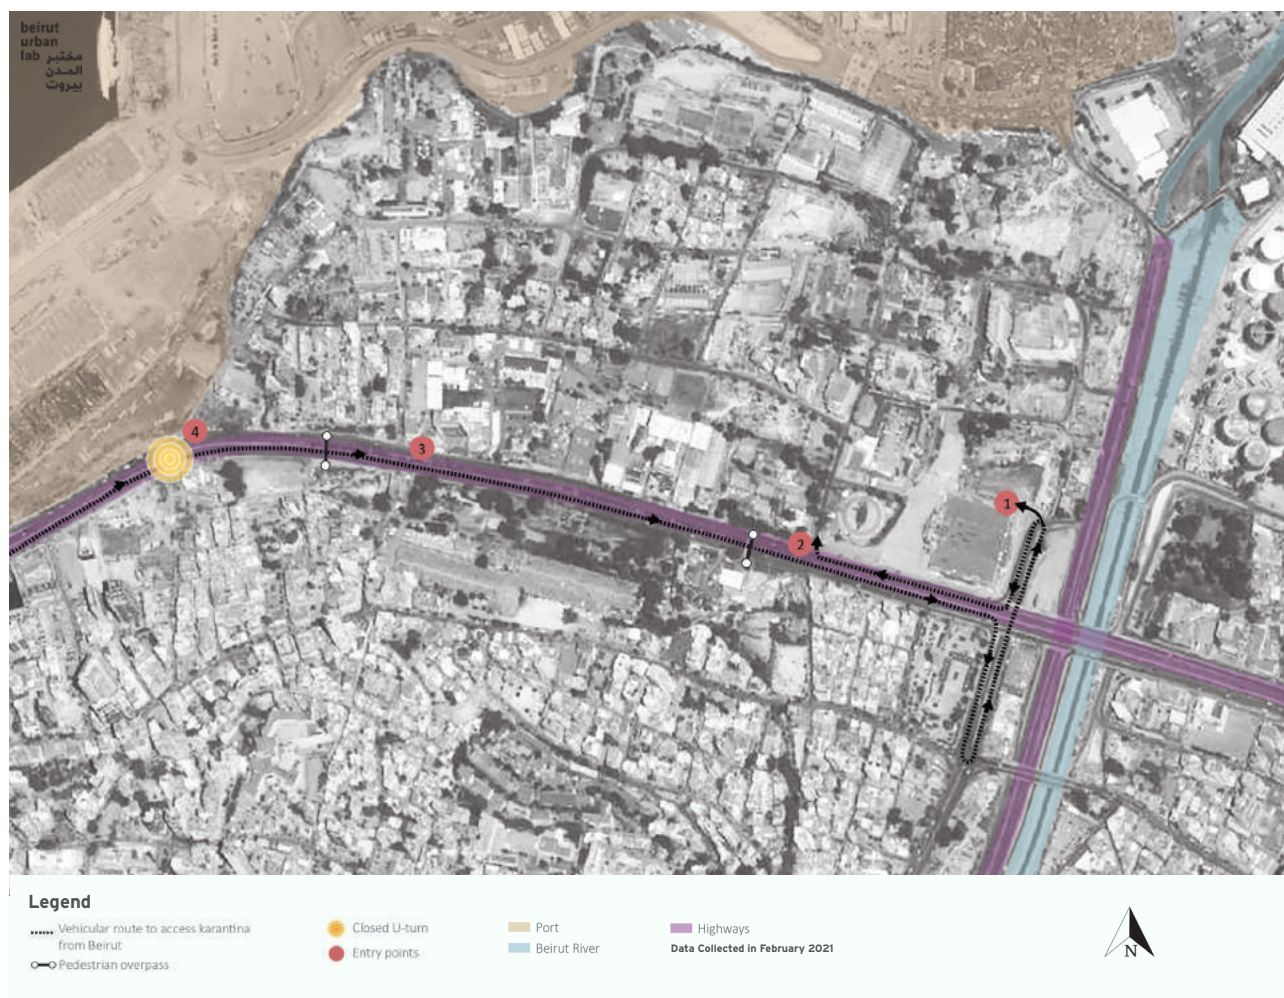 beirut
urban
lab مختبر
المدن
بيروت
4
3
2
1
Legend
Vehicular route to access karantina
from Beirut
Pedestrian overpass
Closed U-turn
Entry points
Port
Beirut River
Highways
Data Collected in February 2021
N